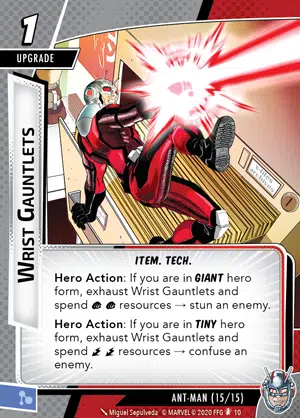 1
UPGRADE
WRIST GAUNTLETS
ITEM. TECH.
Hero Action: If you are in GIANT hero
form, exhaust Wrist Gauntlets and
spend resources → stun an enemy.
Hero Action: If you are in TINY hero
form, exhaust Wrist Gauntlets and
spend resources → confuse an
enemy.
ANT-MAN (15/15)
Miguel Sepulveda © MARVEL © 2020 FFG 10